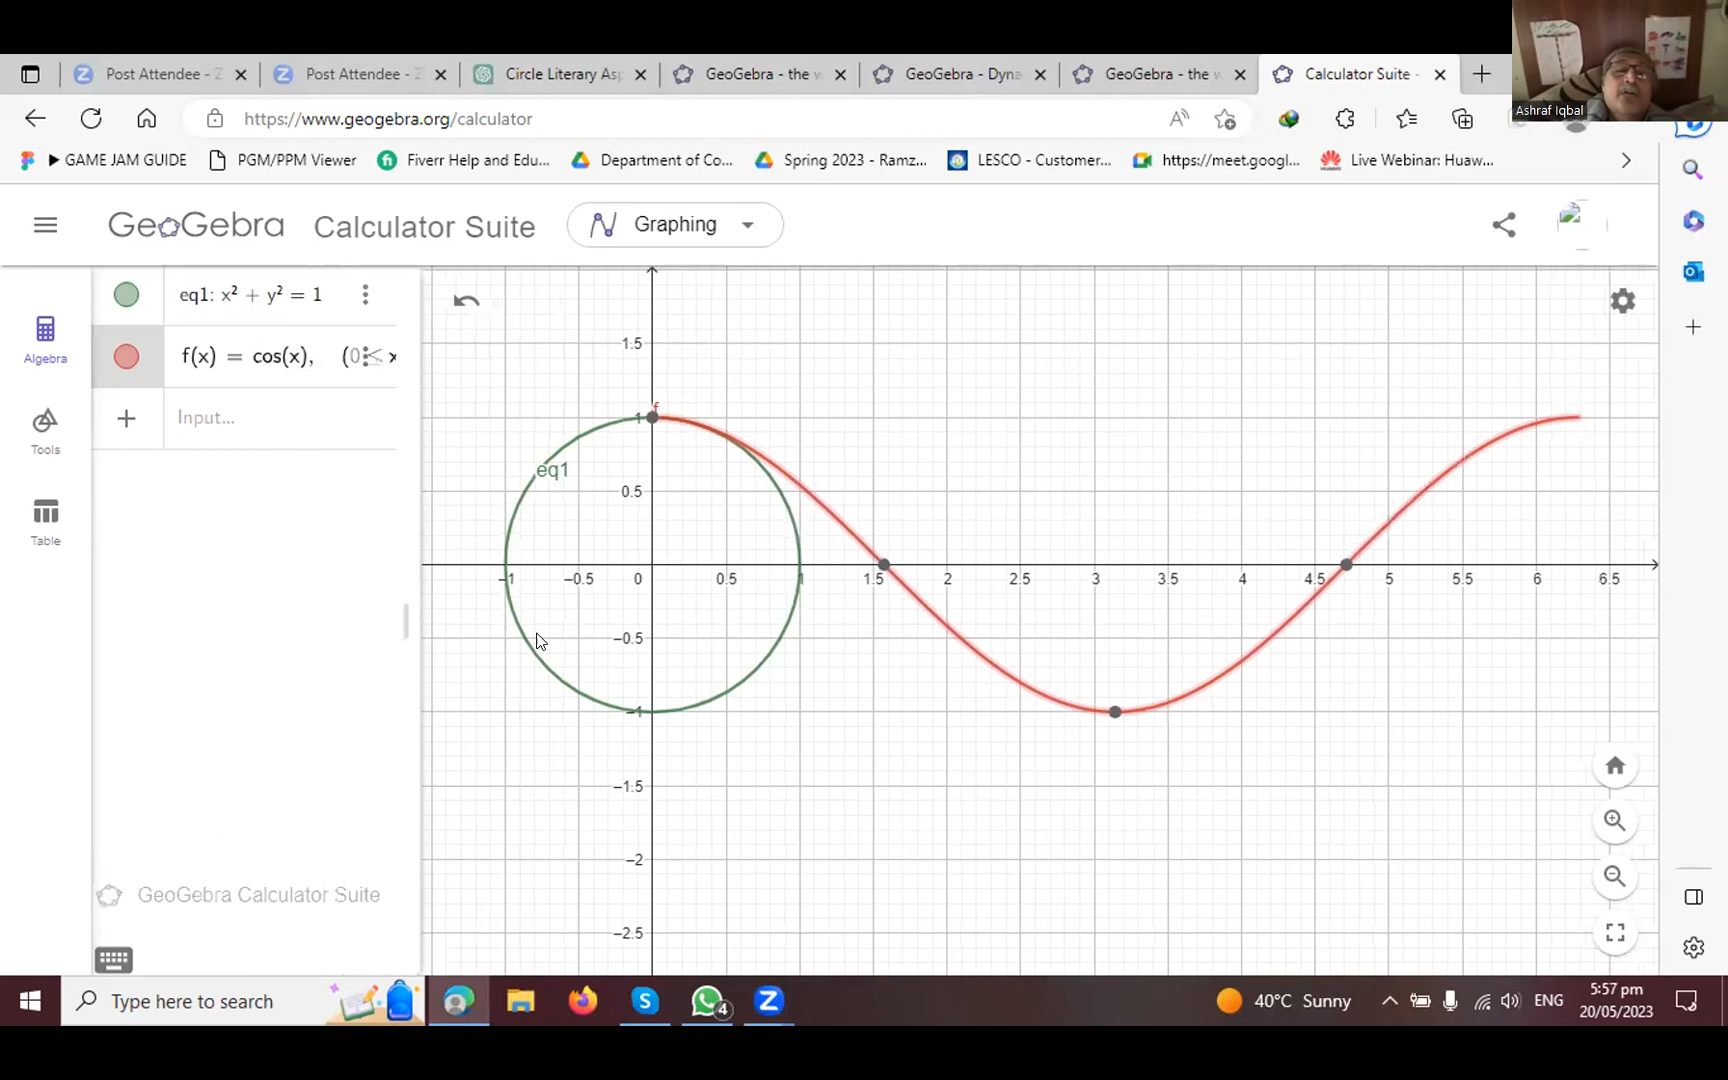 Post Attendee - Z
Post Attendee - Z
Circle Literary Asp
GeoGebra - the w
GeoGebra - Dyna
GeoGebra - the w
Calculator Suite -
Ashraf Iqbal
https://www.geogebra.org/calculator
GAME JAM GUIDE
PGM/PPM Viewer
Fiverr Help and Edu...
Department of Co...
Spring 2023 - Ramz...
LESCO - Customer...
https://meet.googl...
Live Webinar: Huaw...
GeoGebra
Calculator Suite
Graphing
Algebra
Tools
Table
eq1: x² + y² = 1
f(x) = cos(x), (0 ≤ x
Input...
GeoGebra Calculator Suite
f
eq1
1.5
1
0.5
−0.5
−1
−1.5
−2
−2.5
−1 −0.5 0 0.5 1 1.5 2 2.5 3 3.5 4 4.5 5 5.5 6 6.5
Type here to search
4
40°C Sunny
ENG
5:57 pm
20/05/2023